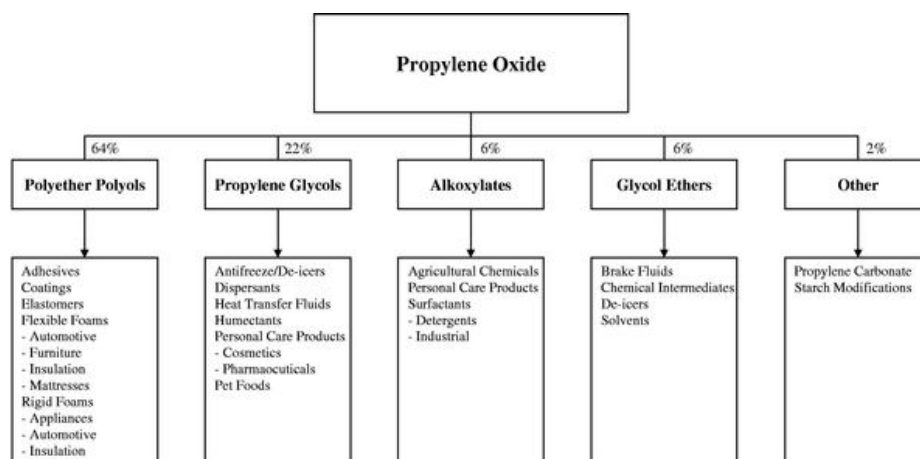 Propylene Oxide
64%
22%
6%
6%
2%
Polyether Polyols
Propylene Glycols
Alkoxylates
Glycol Ethers
Other
Adhesives
Coatings
Elastomers
Flexible Foams
- Automotive
- Furniture
- Insulation
- Mattresses
Rigid Foams
- Appliances
- Automotive
- Insulation
Antifreeze/De-icers
Dispersants
Heat Transfer Fluids
Humectants
Personal Care Products
- Cosmetics
- Pharmaocuticals
Pet Foods
Agricultural Chemicals
Personal Care Products
Surfactants
- Detergents
- Industrial
Brake Fluids
Chemical Intermediates
De-icers
Solvents
Propylene Carbonate
Starch Modifications